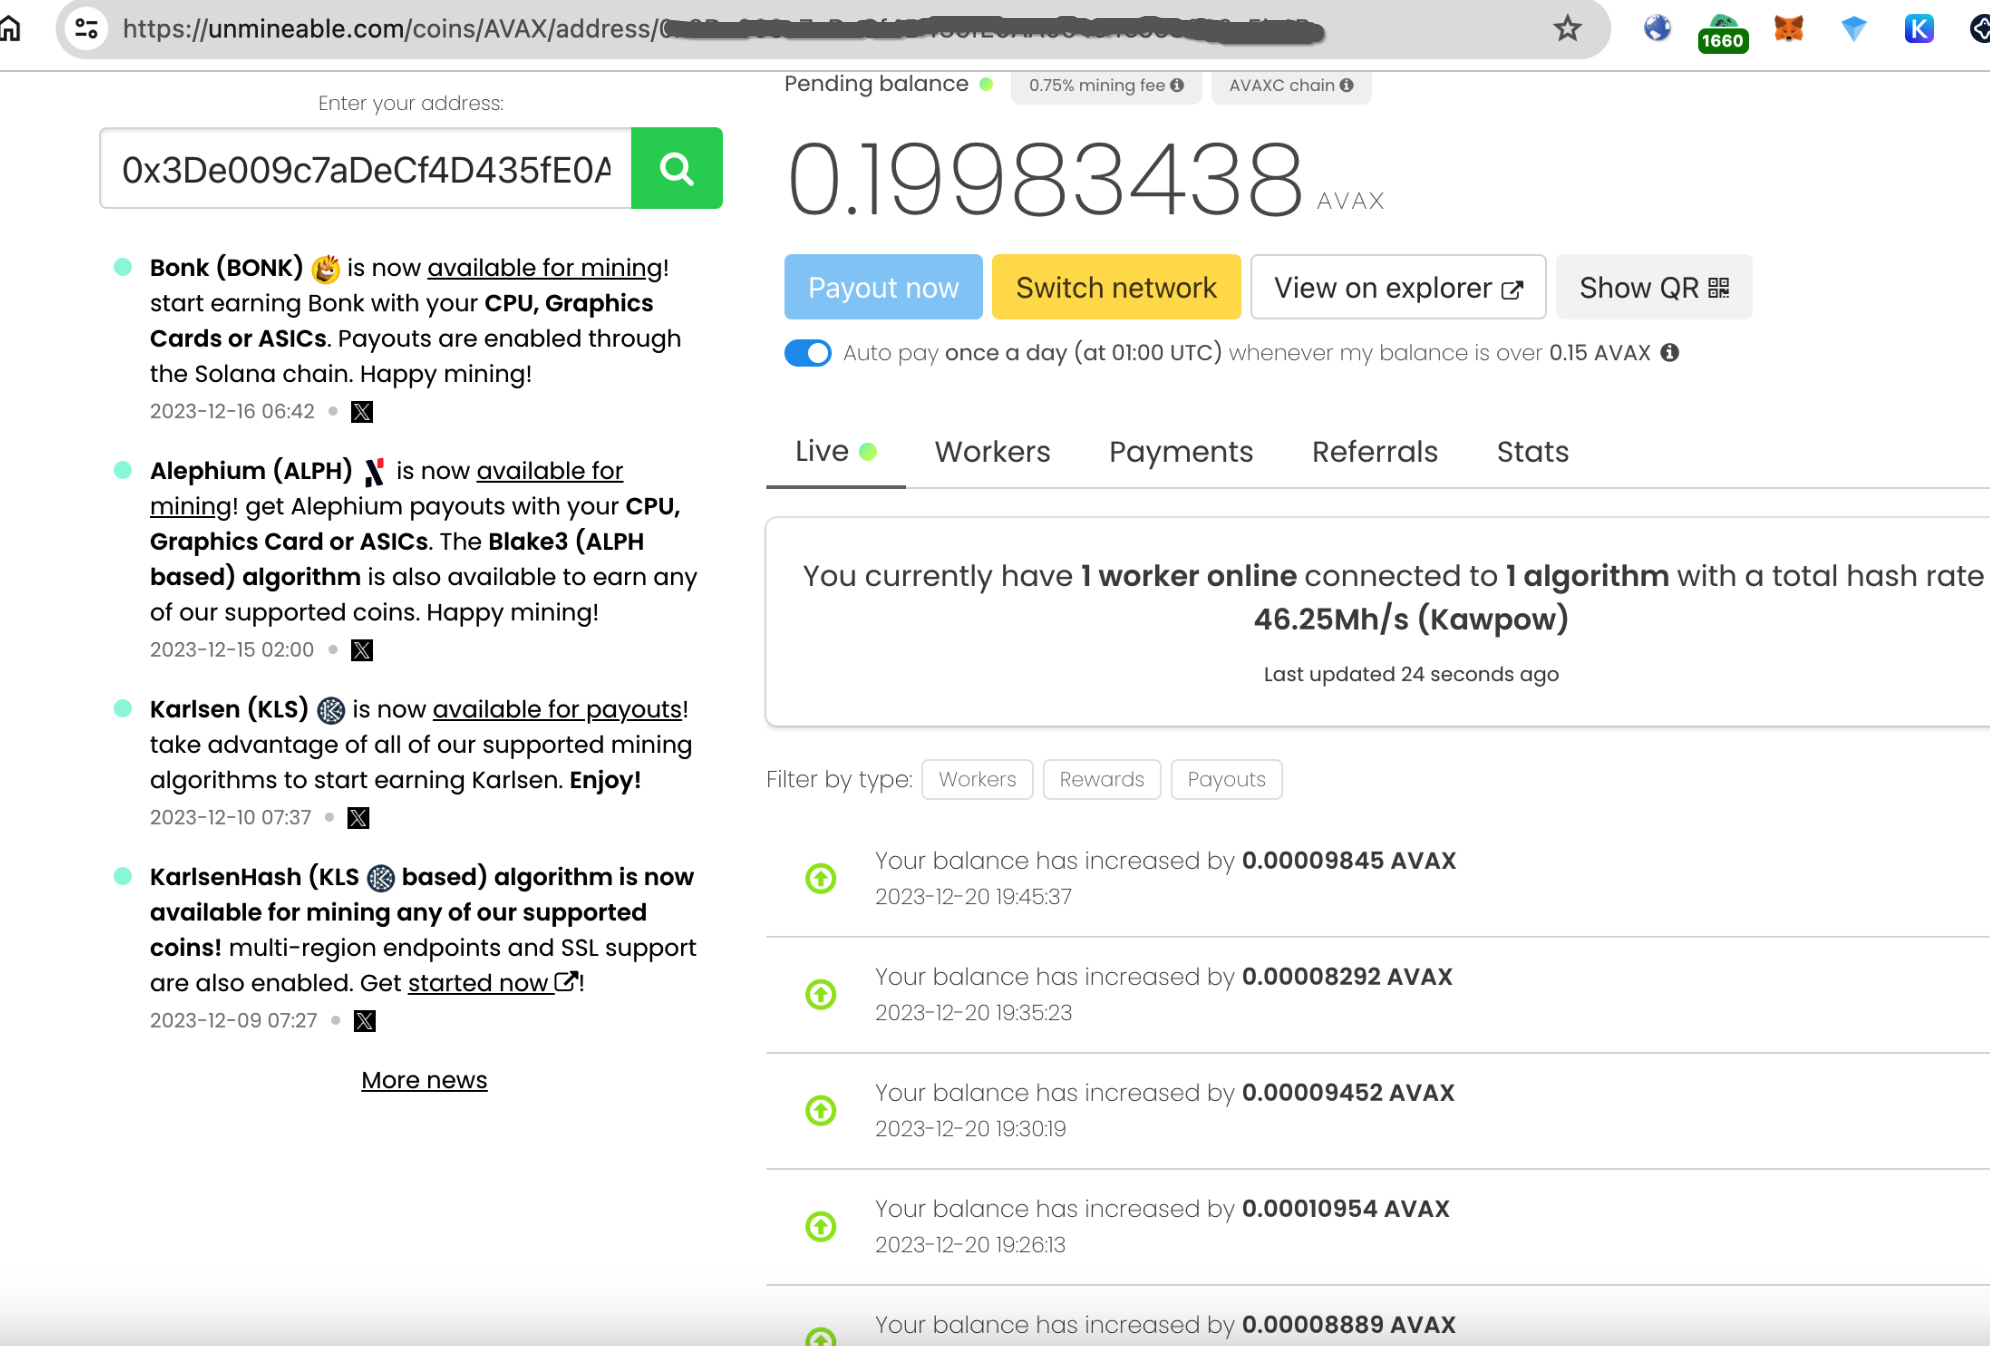 https://unmineable.com/coins/AVAX/address/
1660
K
Enter your address:
0x3De009c7aDeCf4D435fE0A
Bonk (BONK) is now available for mining!
start earning Bonk with your CPU, Graphics
Cards or ASICs. Payouts are enabled through
the Solana chain. Happy mining!
2023-12-16 06:42
Alephium (ALPH) is now available for
mining! get Alephium payouts with your CPU,
Graphics Card or ASICs. The Blake3 (ALPH
based) algorithm is also available to earn any
of our supported coins. Happy mining!
2023-12-15 02:00
Karlsen (KLS) is now available for payouts!
take advantage of all of our supported mining
algorithms to start earning Karlsen. Enjoy!
2023-12-10 07:37
KarlsenHash (KLS based) algorithm is now
available for mining any of our supported
coins! multi-region endpoints and SSL support
are also enabled. Get started now !
2023-12-09 07:27
More news
Pending balance 0.75% mining fee AVAXC chain
0.19983438 AVAX
Payout now Switch network View on explorer Show QR
Auto pay once a day (at 01:00 UTC) whenever my balance is over 0.15 AVAX
Live Workers Payments Referrals Stats
You currently have 1 worker online connected to 1 algorithm with a total hash rate
46.25Mh/s (Kawpow)
Last updated 24 seconds ago
Filter by type: Workers Rewards Payouts
Your balance has increased by 0.00009845 AVAX
2023-12-20 19:45:37
Your balance has increased by 0.00008292 AVAX
2023-12-20 19:35:23
Your balance has increased by 0.00009452 AVAX
2023-12-20 19:30:19
Your balance has increased by 0.00010954 AVAX
2023-12-20 19:26:13
Your balance has increased by 0.00008889 AVAX